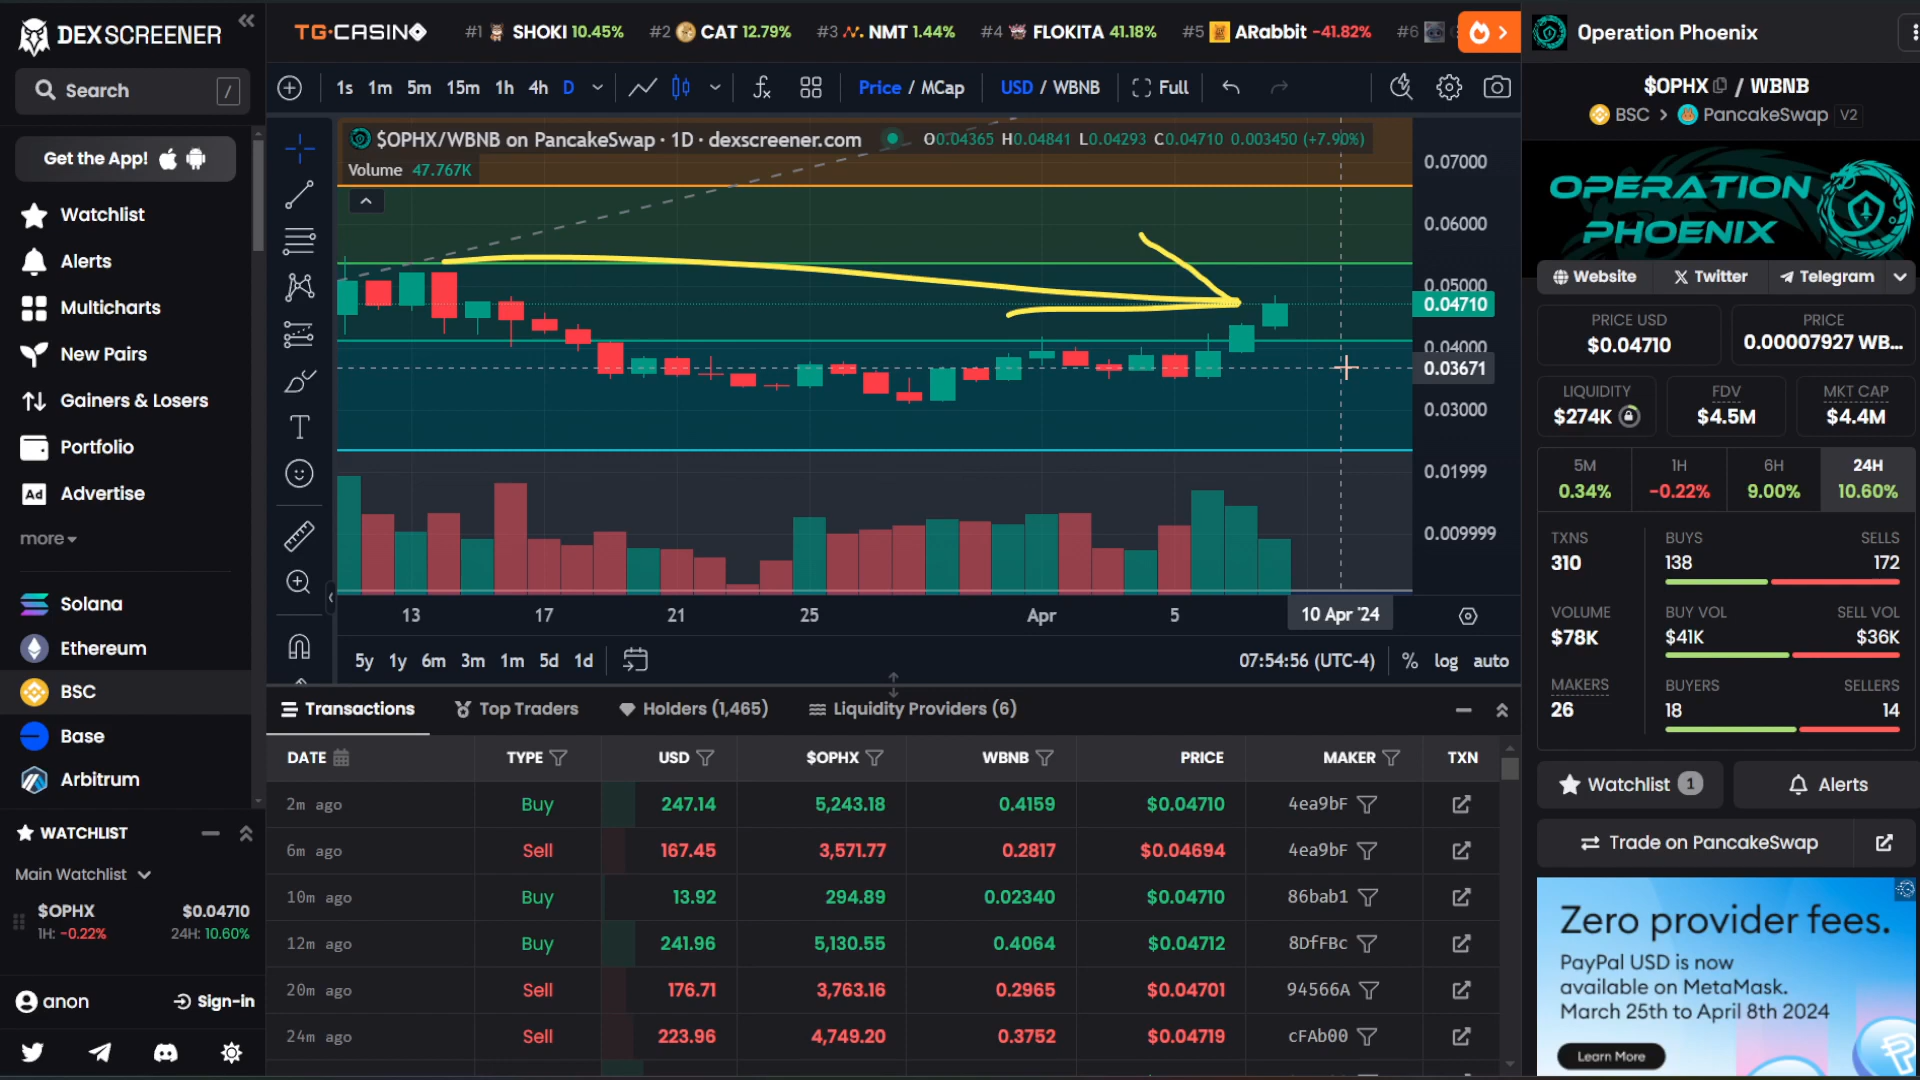 DEX SCREENER
Search
/
Get the App!
Watchlist
Alerts
Multicharts
New Pairs
Gainers & Losers
Portfolio
Ad Advertise
more
Solana
Ethereum
BSC
Base
Arbitrum
WATCHLIST
Main Watchlist
$OPHX $0.04710
1H: -0.22% 24H: 10.60%
anon Sign-in
TG·CASINO
#1 SHOKI 10.45% #2 CAT 12.79% #3 NMT 1.44% #4 FLOKITA 41.18% #5 ARabbit -41.82% #6
1s 1m 5m 15m 1h 4h D Price / MCap USD / WBNB Full
$OPHX/WBNB on PancakeSwap · 1D · dexscreener.com O0.04365 H0.04841 L0.04293 C0.04710 0.003450 (+7.90%)
Volume 47.767K
0.07000
0.06000
0.05000
0.04710
0.04000
0.03671
0.03000
0.01999
0.009999
13 17 21 25 Apr 5 10 Apr '24
5y 1y 6m 3m 1m 5d 1d 07:54:56 (UTC-4) % log auto
Transactions Top Traders Holders (1,465) Liquidity Providers (6)
DATE TYPE USD $OPHX WBNB PRICE MAKER TXN
2m ago Buy 247.14 5,243.18 0.4159 $0.04710 4ea9bF
6m ago Sell 167.45 3,571.77 0.2817 $0.04694 4ea9bF
10m ago Buy 13.92 294.89 0.02340 $0.04710 86bab1
12m ago Buy 241.96 5,130.55 0.4064 $0.04712 8DfFBc
20m ago Sell 176.71 3,763.16 0.2965 $0.04701 94566A
24m ago Sell 223.96 4,749.20 0.3752 $0.04719 cFAb00
Operation Phoenix
$OPHX / WBNB
BSC > PancakeSwap V2
OPERATION
PHOENIX
Website Twitter Telegram
PRICE USD PRICE
$0.04710 0.00007927 WB...
LIQUIDITY FDV MKT CAP
$274K $4.5M $4.4M
5M 1H 6H 24H
0.34% -0.22% 9.00% 10.60%
TXNS BUYS SELLS
310 138 172
VOLUME BUY VOL SELL VOL
$78K $41K $36K
MAKERS BUYERS SELLERS
26 18 14
Watchlist 1 Alerts
Trade on PancakeSwap
Zero provider fees.
PayPal USD is now
available on MetaMask.
March 25th to April 8th 2024
Learn More